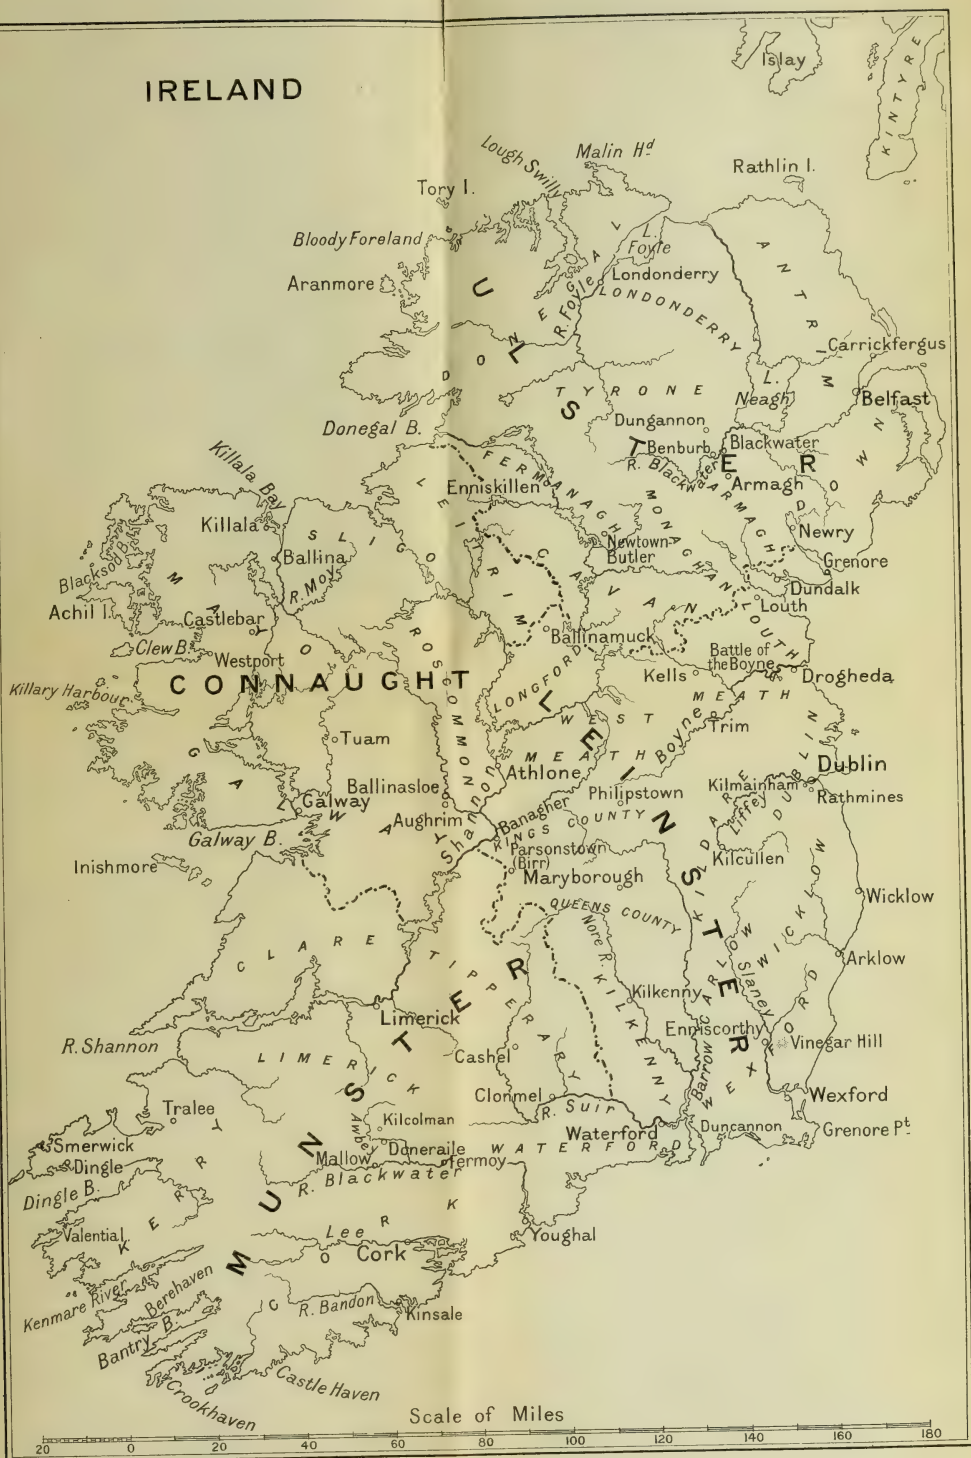 IRELAND
Islay
KINTYRE
Malin Hd
Lough Swilly
Rathlin I.
Tory I.
Bloody Foreland
L. Foyle
Aranmore
Londonderry
R. Foyle
DONEGAL
LONDONDERRY
ANTRIM
ULSTER
Carrickfergus
TYRONE
L. Neagh
Belfast
Dungannon
Donegal B.
Benburb
Blackwater
R. Blackwater
DOWN
FERMANAGH
Armagh
ARMAGH
Killala Bay
Enniskillen
MONAGHAN
LEITRIM
Killala
SLIGO
Newry
Newtown-
Butler
Ballina
Grenore
Blacksod B.
R. Moy
CAVAN
Dundalk
MAYO
Achil I.
Louth
LOUTH
Castlebar
Ballinamuck
Clew B.
Westport
ROSCOMMON
Battle of
the Boyne
Kells
Drogheda
CONNAUGHT
LONGFORD
Killary Harbour
MEATH
WEST
MEATH
Trim
Boyne
Tuam
LEINSTER
DUBLIN
Dublin
GALWAY
Athlone
Ballinasloe
Philipstown
Kilmainham
Rathmines
Galway
Liffey
KILDARE
Aughrim
Banagher
KINGS COUNTY
Shannon
Galway B.
Parsonstown
(Birr)
Kilcullen
Inishmore
Maryborough
Wicklow
QUEENS COUNTY
WICKLOW
Nore R.
CLARE
TIPPERARY
Arklow
CARLOW
Slaney
KILKENNY
Kilkenny
Limerick
R. Shannon
Enniscorthy
Vinegar Hill
LIMERICK
Cashel
WEXFORD
Barrow
Clonmel
Wexford
Tralee
R. Suir
Kilcolman
Awbey
Waterford
Duncannon
Grenore Pt
Smerwick
Doneraile
WATERFORD
Dingle
Mallow
Fermoy
MUNSTER
R. Blackwater
Dingle B.
KERRY
Valential.
Lee
Youghal
Cork
CORK
Kenmare River
Berehaven
R. Bandon
Kinsale
Bantry B.
Castle Haven
Crookhaven
Scale of Miles
20 0 20 40 60 80 100 120 140 160 180